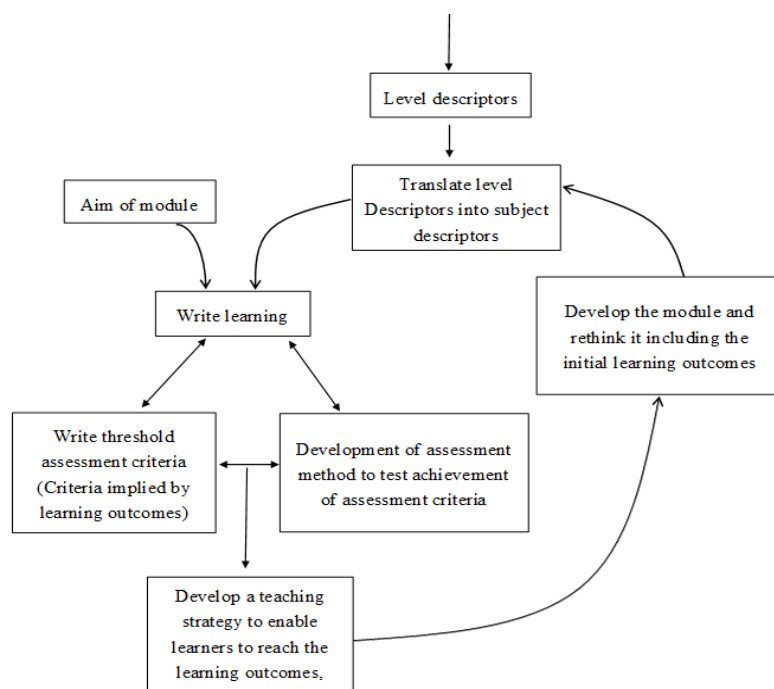 Level descriptors
Translate level
Descriptors into subject
descriptors
Aim of module
Write learning
Develop the module and
rethink it including the
initial learning outcomes
Write threshold
assessment criteria
(Criteria implied by
learning outcomes)
Development of assessment
method to test achievement
of assessment criteria
Develop a teaching
strategy to enable
learners to reach the
learning outcomes,